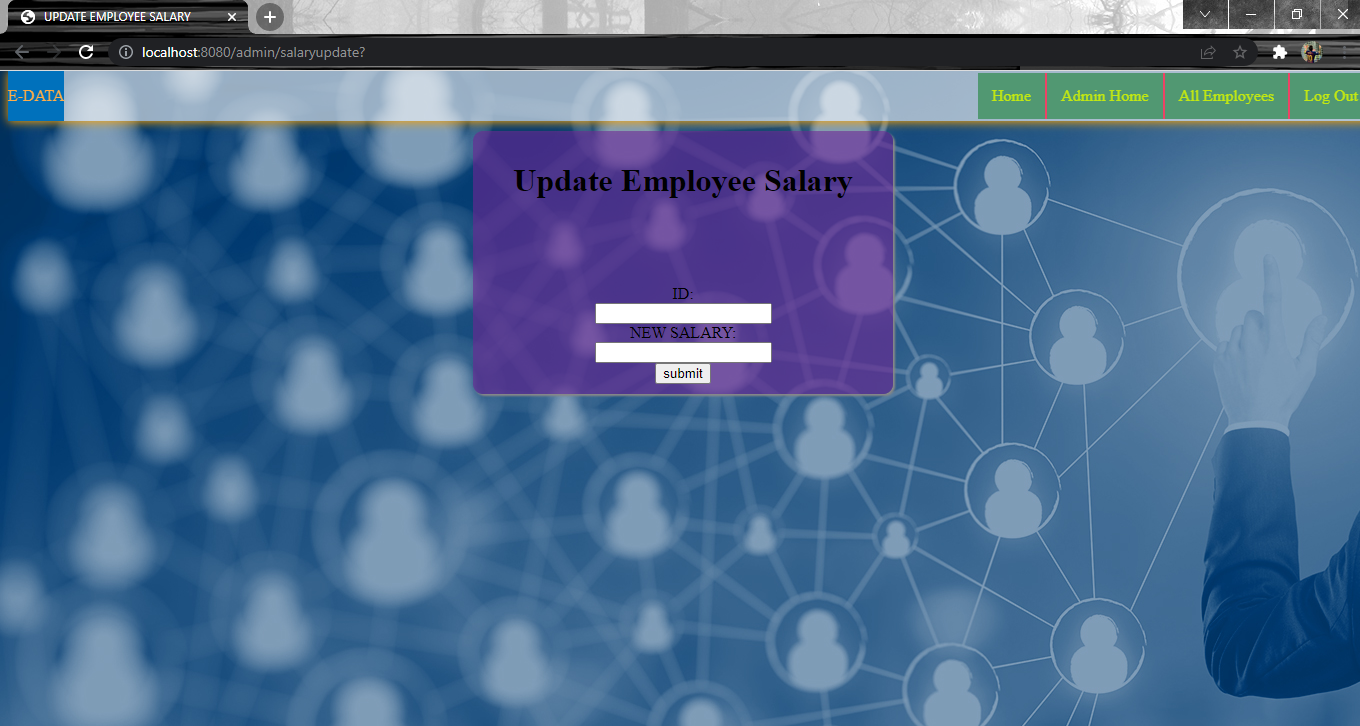 UPDATE EMPLOYEE SALARY
localhost:8080/admin/salaryupdate?
E-DATA
Home
Admin Home
All Employees
Log Out
Update Employee Salary
ID:
NEW SALARY:
submit